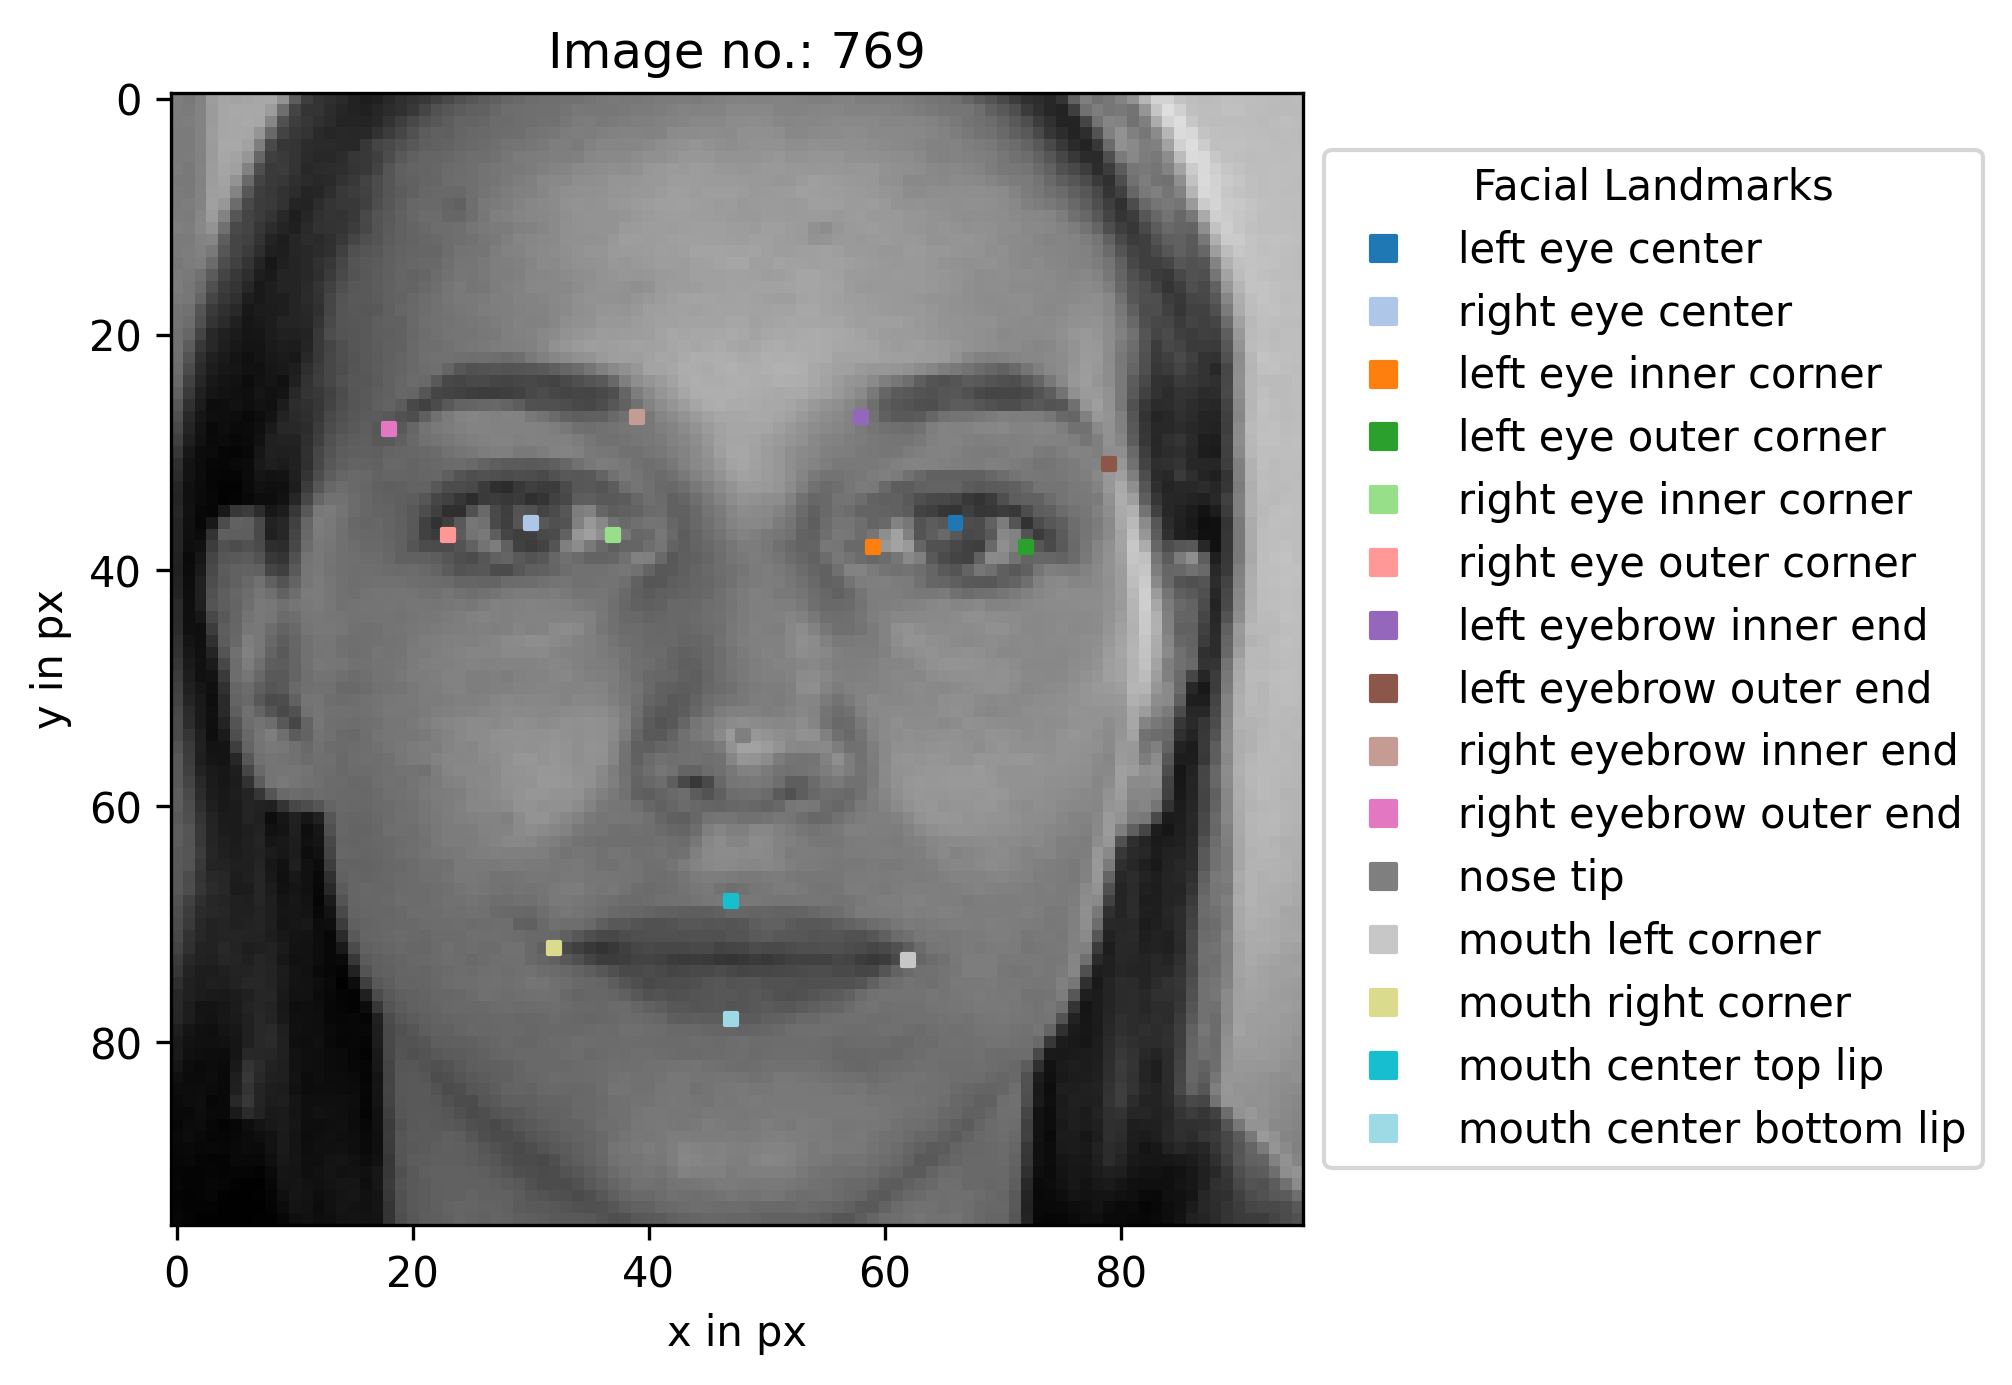 Image no.: 769
0
20
40
60
80
y in px
0 20 40 60 80
x in px
Facial Landmarks
left eye center
right eye center
left eye inner corner
left eye outer corner
right eye inner corner
right eye outer corner
left eyebrow inner end
left eyebrow outer end
right eyebrow inner end
right eyebrow outer end
nose tip
mouth left corner
mouth right corner
mouth center top lip
mouth center bottom lip